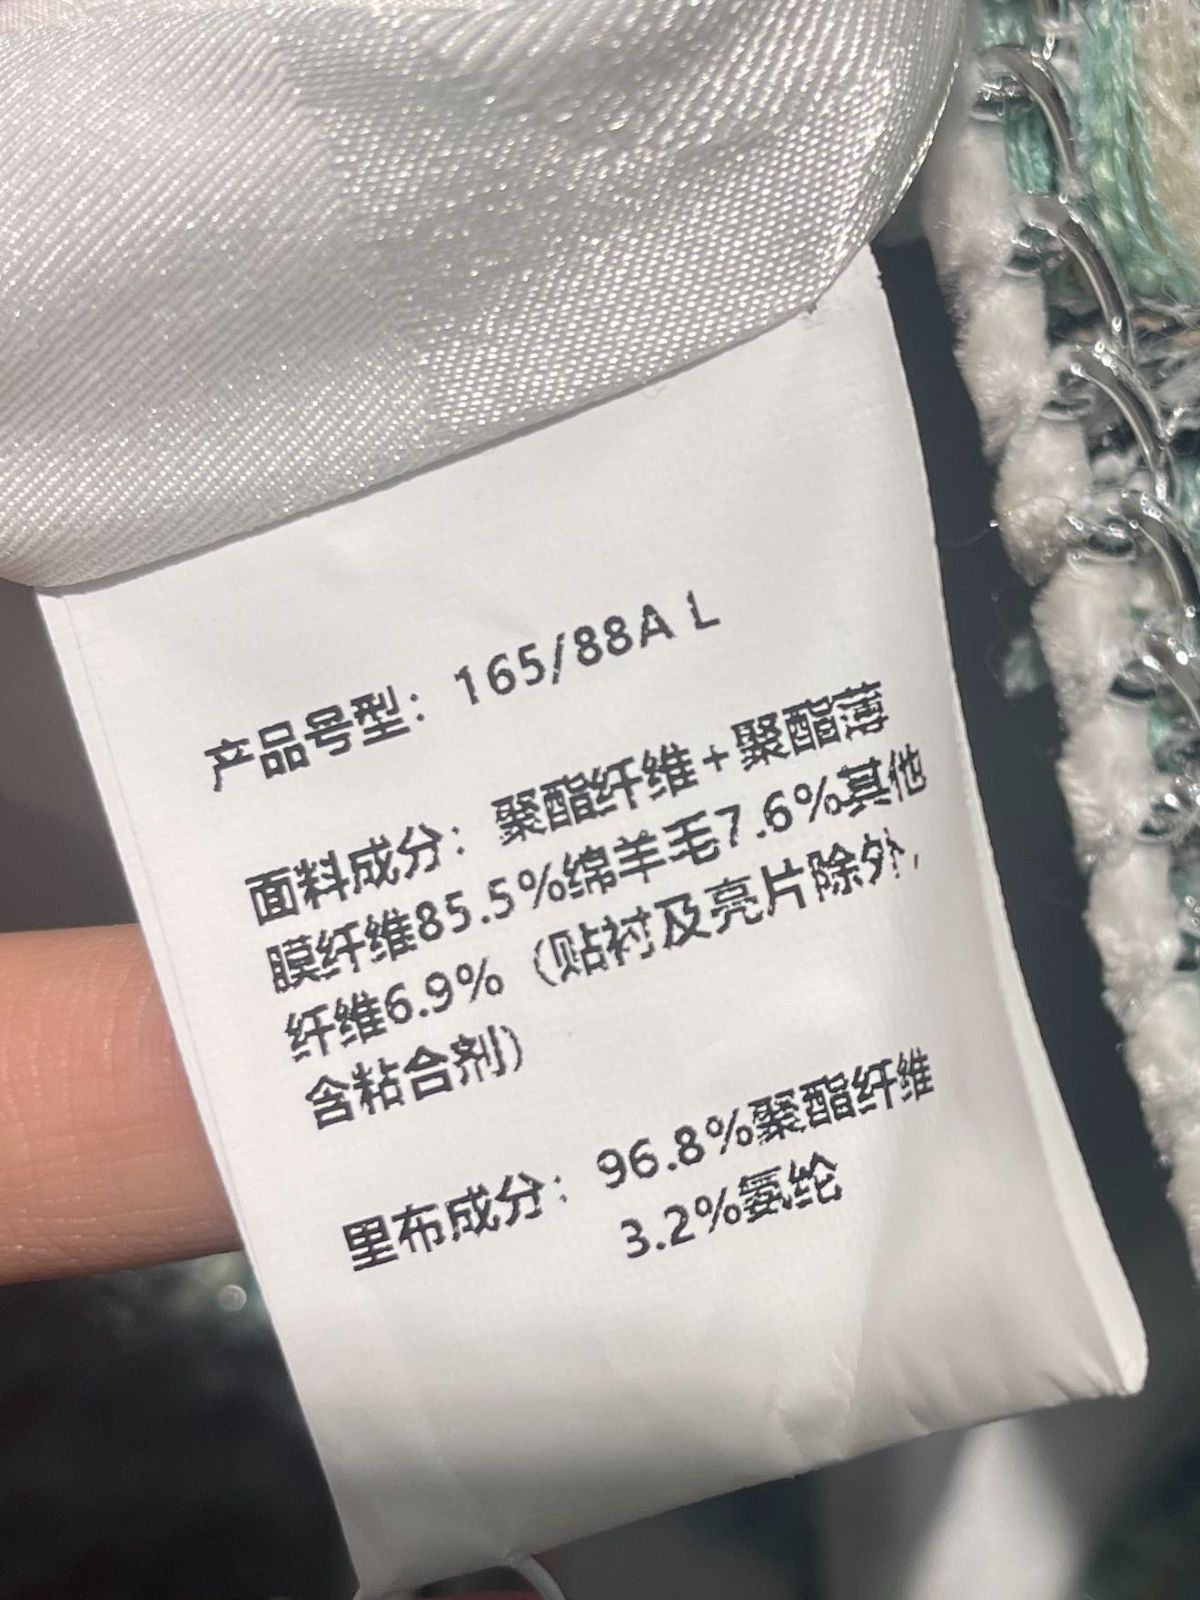 产品号型：165/88A L
面料成分：聚酯纤维+聚酯薄
膜纤维85.5%绵羊毛7.6%其他
纤维6.9%（贴衬及亮片除外，
含粘合剂）
里布成分：96.8%聚酯纤维
3.2%氨纶